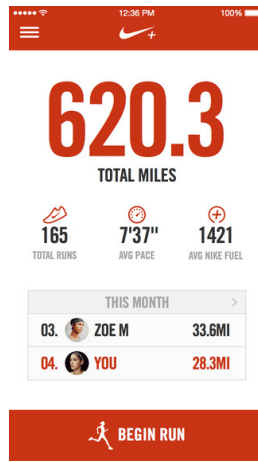 12:36 PM
100%
620.3
TOTAL MILES
165
7'37"
1421
TOTAL RUNS
AVG PACE
AVG NIKE FUEL
THIS MONTH
03. ZOE M 33.6MI
04. YOU 28.3MI
BEGIN RUN